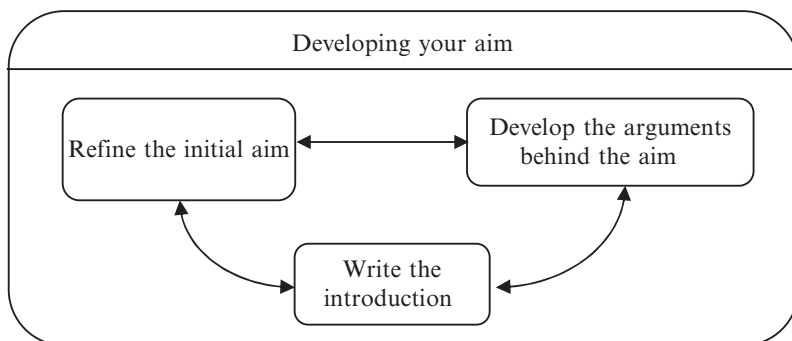 Developing your aim
Refine the initial aim
Develop the arguments
behind the aim
Write the
introduction